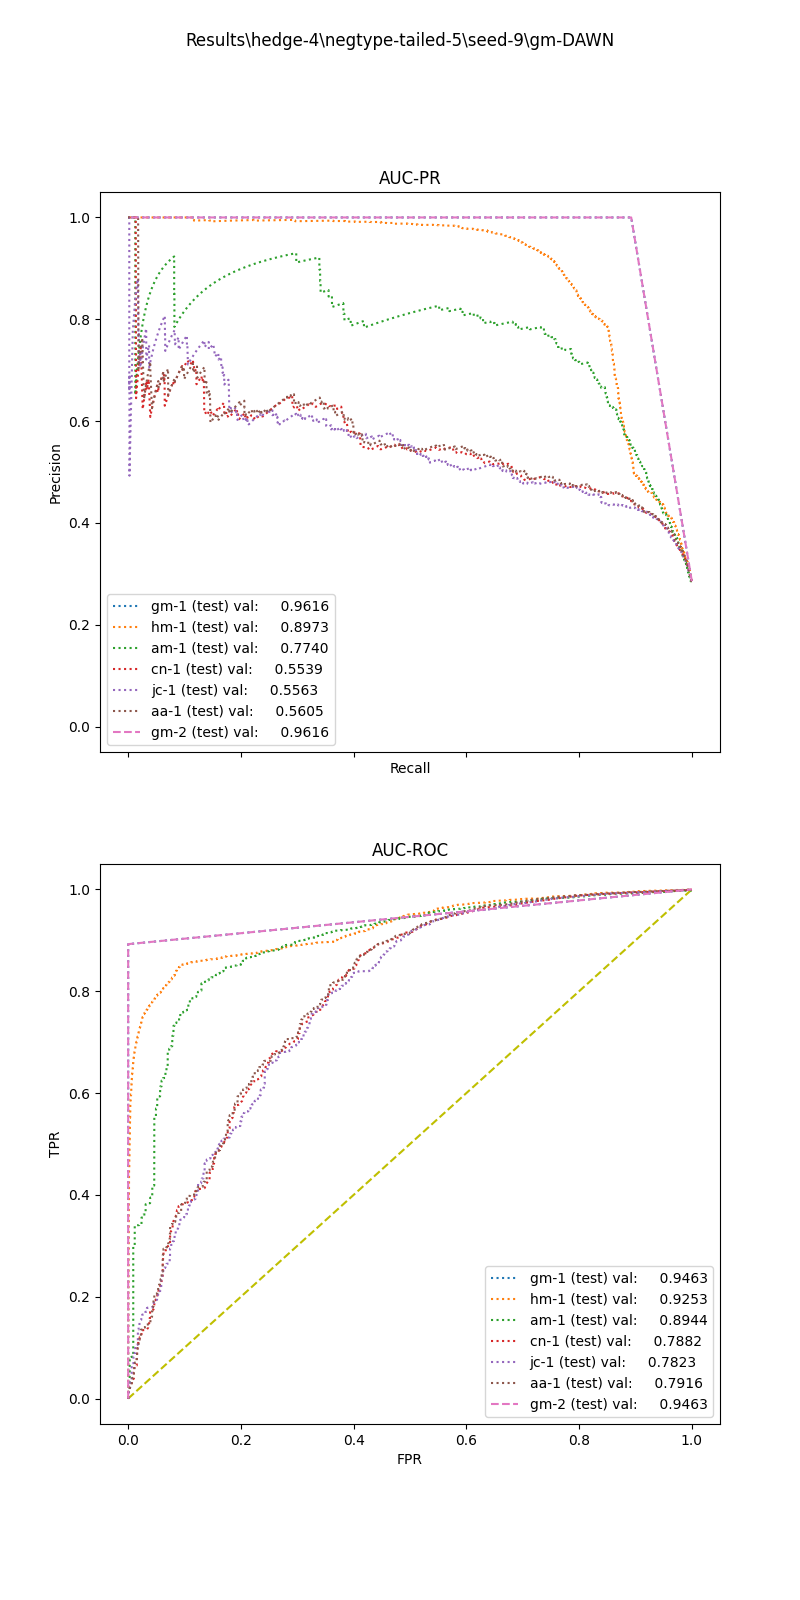 Results\hedge-4\negtype-tailed-5\seed-9\gm-DAWN
AUC-PR
1.0
0.8
0.6
0.4
0.2
0.0
Precision
gm-1 (test) val: 0.9616
hm-1 (test) val: 0.8973
am-1 (test) val: 0.7740
cn-1 (test) val: 0.5539
jc-1 (test) val: 0.5563
aa-1 (test) val: 0.5605
gm-2 (test) val: 0.9616
Recall
AUC-ROC
1.0
0.8
0.6
0.4
0.2
0.0
TPR
gm-1 (test) val: 0.9463
hm-1 (test) val: 0.9253
am-1 (test) val: 0.8944
cn-1 (test) val: 0.7882
jc-1 (test) val: 0.7823
aa-1 (test) val: 0.7916
gm-2 (test) val: 0.9463
0.0 0.2 0.4 0.6 0.8 1.0
FPR